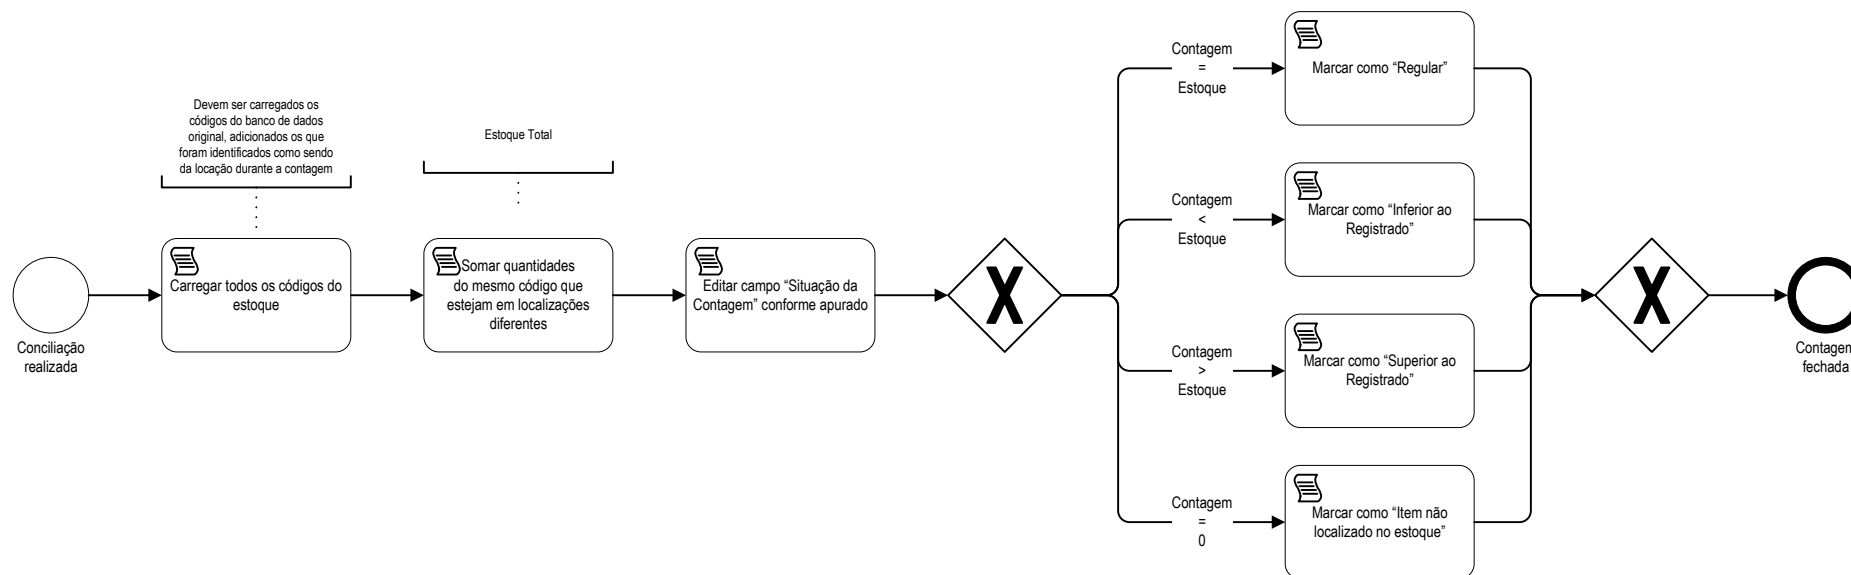 Conciliação
realizada
Devem ser carregados os
códigos do banco de dados
original, adicionados os que
foram identificados como sendo
da locação durante a contagem
Carregar todos os códigos do
estoque
Estoque Total
Somar quantidades
do mesmo código que
estejam em localizações
diferentes
Editar campo “Situação da
Contagem” conforme apurado
X
Contagem
=
Estoque
Marcar como “Regular”
Contagem
<
Estoque
Marcar como “Inferior ao
Registrado”
Contagem
>
Estoque
Marcar como “Superior ao
Registrado”
Contagem
=
0
Marcar como “Item não
localizado no estoque”
X
Contagem
fechada